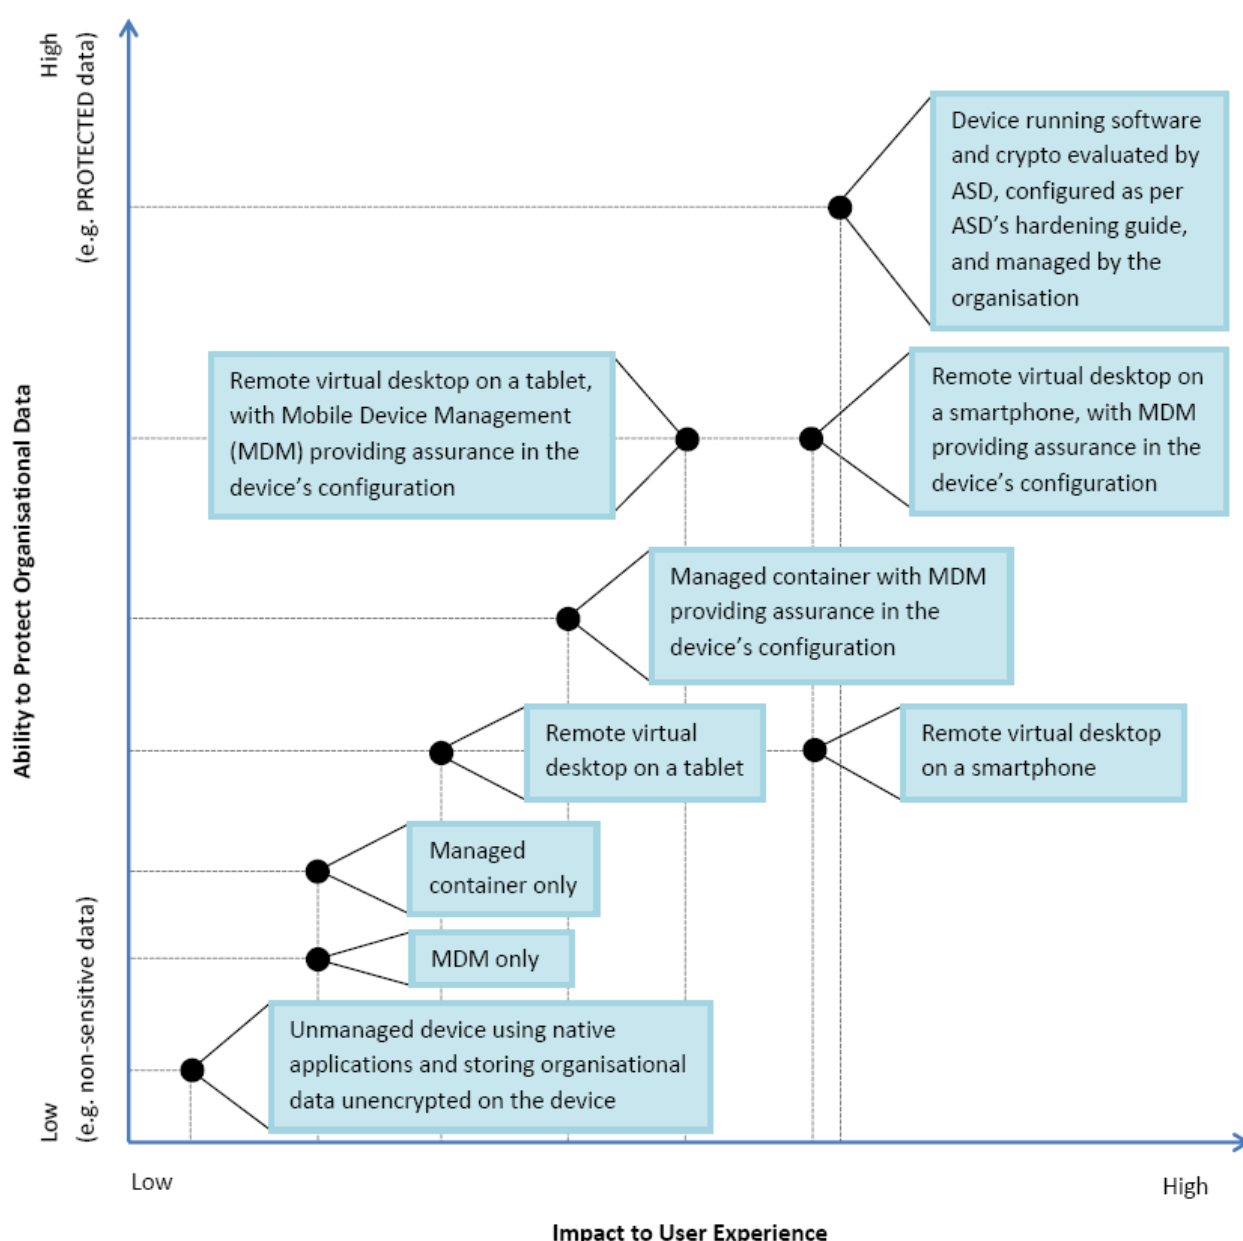 High
(e.g. PROTECTED data)
Device running software
and crypto evaluated by
ASD, configured as per
ASD's hardening guide,
and managed by the
organisation
Remote virtual desktop on a tablet,
with Mobile Device Management
(MDM) providing assurance in the
device's configuration
Remote virtual desktop on
a smartphone, with MDM
providing assurance in the
device's configuration
Ability to Protect Organisational Data
Managed container with MDM
providing assurance in the
device's configuration
Remote virtual
desktop on a tablet
Remote virtual desktop
on a smartphone
Managed
container only
MDM only
Unmanaged device using native
applications and storing organisational
data unencrypted on the device
Low
(e.g. non-sensitive data)
Low
High
Impact to User Experience